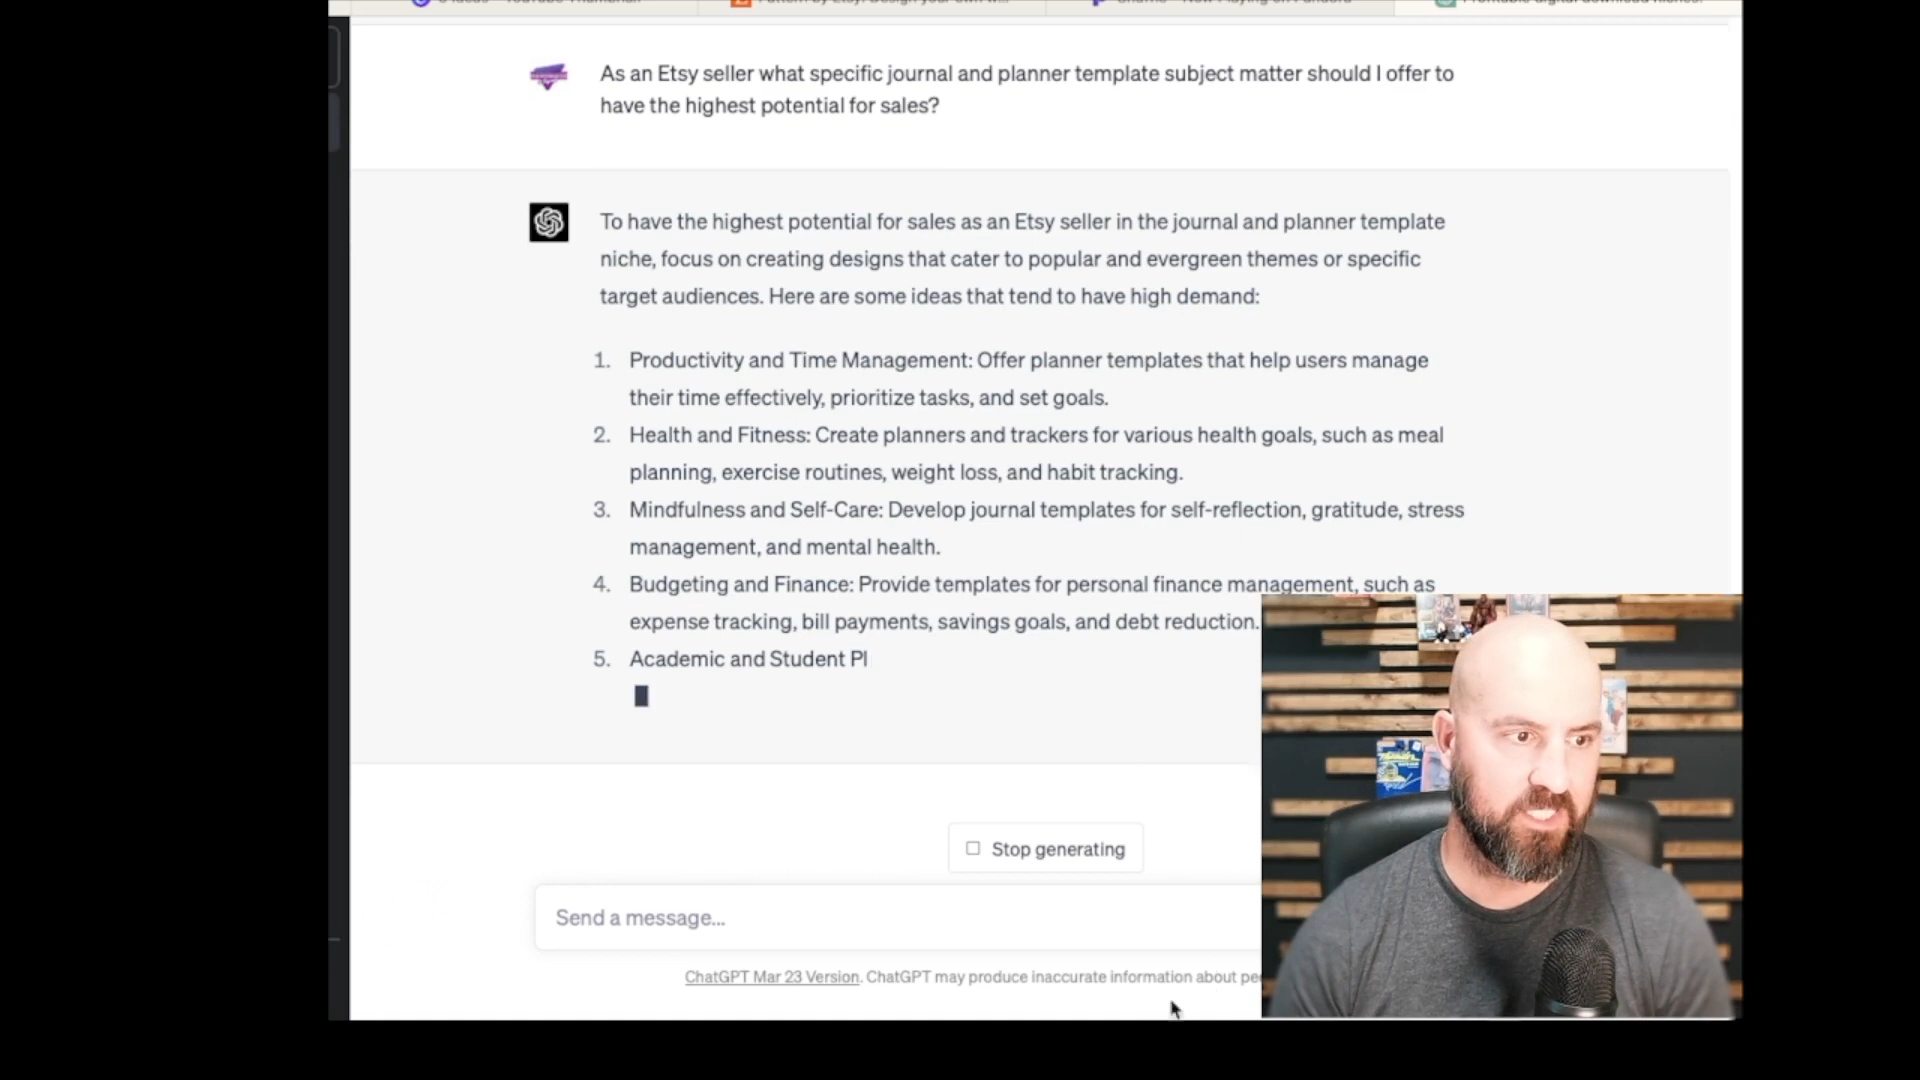 As an Etsy seller what specific journal and planner template subject matter should I offer to
have the highest potential for sales?
To have the highest potential for sales as an Etsy seller in the journal and planner template
niche, focus on creating designs that cater to popular and evergreen themes or specific
target audiences. Here are some ideas that tend to have high demand:
1. Productivity and Time Management: Offer planner templates that help users manage
their time effectively, prioritize tasks, and set goals.
2. Health and Fitness: Create planners and trackers for various health goals, such as meal
planning, exercise routines, weight loss, and habit tracking.
3. Mindfulness and Self-Care: Develop journal templates for self-reflection, gratitude, stress
management, and mental health.
4. Budgeting and Finance: Provide templates for personal finance management, such as
expense tracking, bill payments, savings goals, and debt reduction.
5. Academic and Student Pl
Stop generating
Send a message...
ChatGPT Mar 23 Version. ChatGPT may produce inaccurate information about pe